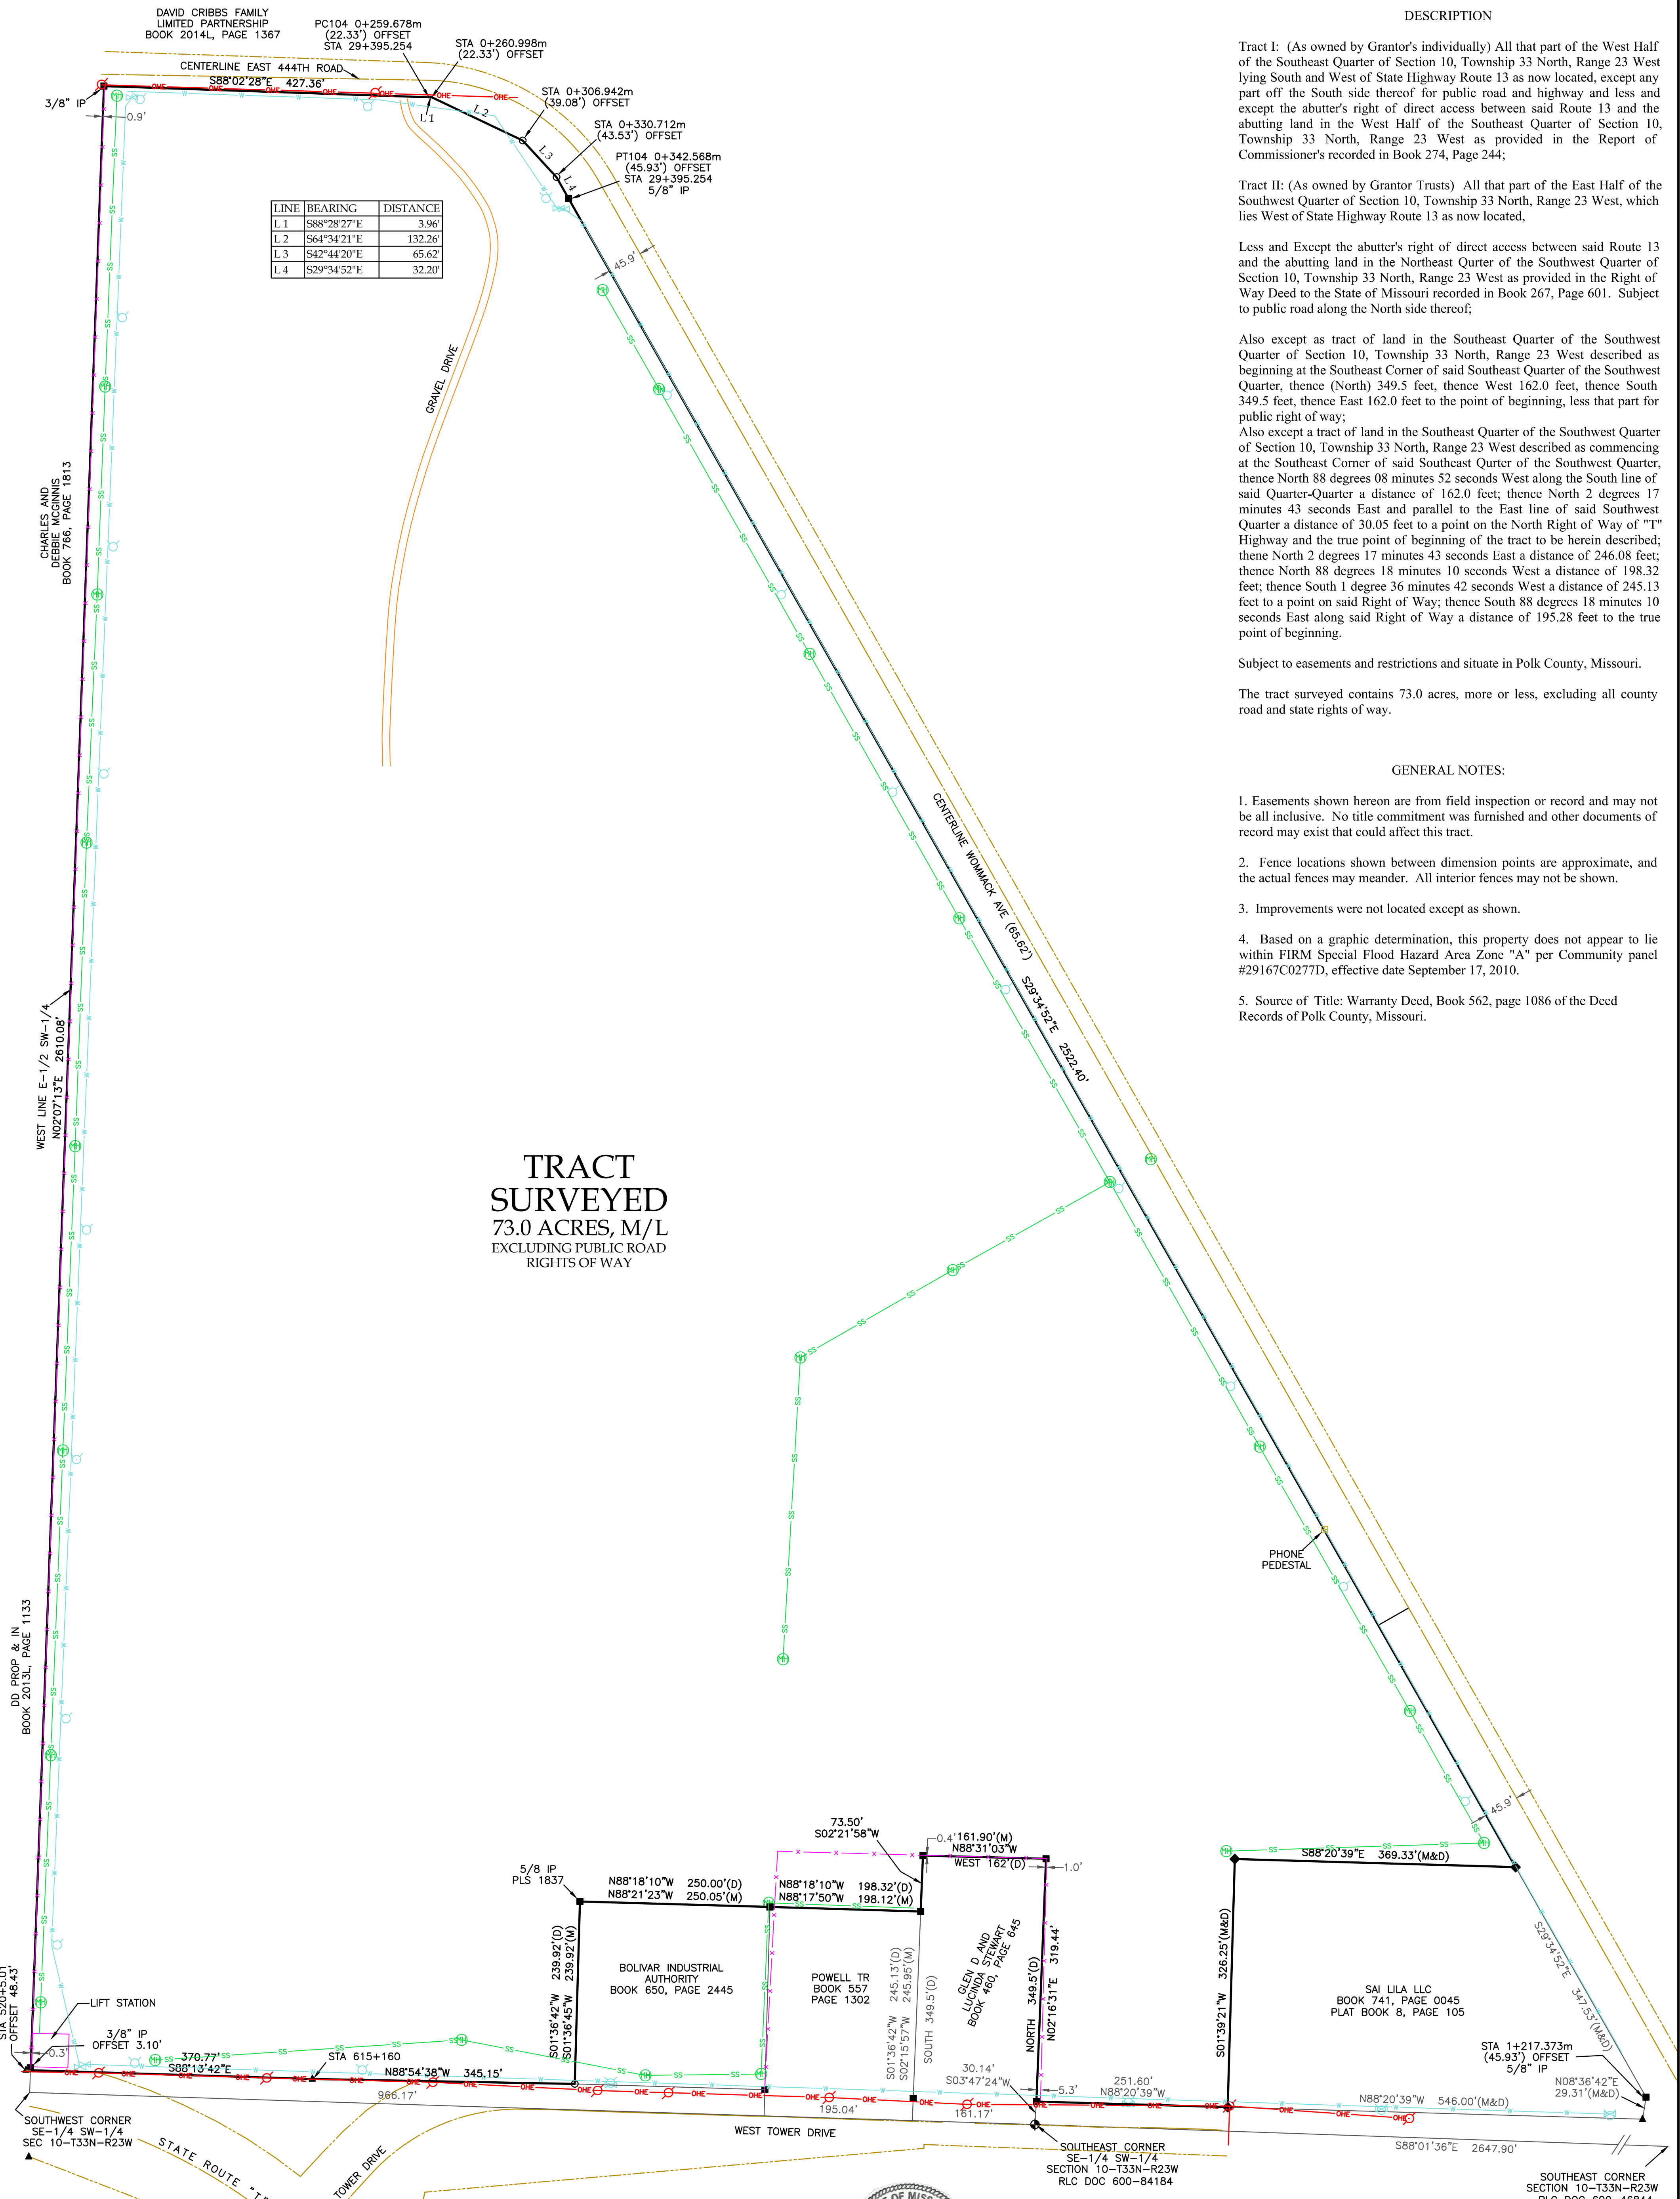 DAVID CRIBBS FAMILY
LIMITED PARTNERSHIP
BOOK 2014L, PAGE 1367
PC104 0+259.678m
(22.33') OFFSET
STA 29+395.254
STA 0+260.998m
(22.33') OFFSET
CENTERLINE EAST 444TH ROAD
S88°02'28"E 427.36'
3/8" IP
0.9'
L 1
L 2
STA 0+306.942m
(39.08') OFFSET
L 3
STA 0+330.712m
(43.53') OFFSET
L 4
PT104 0+342.568m
(45.93') OFFSET
STA 29+395.254
5/8" IP
LINE BEARING DISTANCE
L 1 S88°28'27"E 3.96'
L 2 S64°34'21"E 132.26'
L 3 S42°44'20"E 65.62'
L 4 S29°34'52"E 32.20'
45.9'
GRAVEL DRIVE
CHARLES AND
DEBBIE MCGINNIS
BOOK 766, PAGE 1813
WEST LINE E-1/2 SW-1/4
N02°07'13"E 2610.08'
CENTERLINE WOMMACK AVE (65.62')
S29°34'52"E 2522.40'
TRACT
SURVEYED
73.0 ACRES, M/L
EXCLUDING PUBLIC ROAD
RIGHTS OF WAY
PHONE
PEDESTAL
DD PROP & IN
BOOK 2013L, PAGE 1133
45.9'
S88°20'39"E 369.33'(M&D)
73.50'
S02°21'58"W
0.4'
161.90'(M)
N88°31'03"W
WEST 162'(D)
1.0'
5/8 IP
PLS 1837
N88°18'10"W 250.00'(D)
N88°21'23"W 250.05'(M)
N88°18'10"W 198.32'(D)
N88°17'50"W 198.12'(M)
S01°36'42"W 239.92'(D)
S01°36'45"W 239.92'(M)
BOLIVAR INDUSTRIAL
AUTHORITY
BOOK 650, PAGE 2445
POWELL TR
BOOK 557
PAGE 1302
S01°36'42"W 245.13'(D)
S02°15'57"W 245.95'(M)
SOUTH 349.5'(D)
GLEN D AND
LUCINDA STEWART
BOOK 460, PAGE 645
NORTH 349.5'(D)
N02°16'31"E 319.44'
S01°39'21"W 326.25'(M&D)
SAI LILA LLC
BOOK 741, PAGE 0045
PLAT BOOK 8, PAGE 105
S29°34'52"E 347.53'(M&D)
STA 1+217.373m
(45.93') OFFSET
5/8" IP
N08°36'42"E
29.31'(M&D)
STA 520+5.01
OFFSET 48.43'
LIFT STATION
3/8" IP
OFFSET 3.10'
0.3'
370.77'
S88°13'42"E
STA 615+160
N88°54'38"W 345.15'
966.17'
195.04'
161.17'
30.14'
S03°47'24"W
5.3'
251.60'
N88°20'39"W
N88°20'39"W 546.00'(M&D)
S88°01'36"E 2647.90'
WEST TOWER DRIVE
SOUTHWEST CORNER
SE-1/4 SW-1/4
SEC 10-T33N-R23W
STATE ROUTE
TOWER DRIVE
SOUTHEAST CORNER
SE-1/4 SW-1/4
SECTION 10-T33N-R23W
RLC DOC 600-84184
SOUTHEAST CORNER
SECTION 10-T33N-R23W
DESCRIPTION
Tract I: (As owned by Grantor's individually) All that part of the West Half
of the Southeast Quarter of Section 10, Township 33 North, Range 23 West
lying South and West of State Highway Route 13 as now located, except any
part off the South side thereof for public road and highway and less and
except the abutter's right of direct access between said Route 13 and the
abutting land in the West Half of the Southeast Quarter of Section 10,
Township 33 North, Range 23 West as provided in the Report of
Commissioner's recorded in Book 274, Page 244;
Tract II: (As owned by Grantor Trusts) All that part of the East Half of the
Southwest Quarter of Section 10, Township 33 North, Range 23 West, which
lies West of State Highway Route 13 as now located,
Less and Except the abutter's right of direct access between said Route 13
and the abutting land in the Northeast Qurter of the Southwest Quarter of
Section 10, Township 33 North, Range 23 West as provided in the Right of
Way Deed to the State of Missouri recorded in Book 267, Page 601. Subject
to public road along the North side thereof;
Also except as tract of land in the Southeast Quarter of the Southwest
Quarter of Section 10, Township 33 North, Range 23 West described as
beginning at the Southeast Corner of said Southeast Quarter of the Southwest
Quarter, thence (North) 349.5 feet, thence West 162.0 feet, thence South
349.5 feet, thence East 162.0 feet to the point of beginning, less that part for
public right of way;
Also except a tract of land in the Southeast Quarter of the Southwest Quarter
of Section 10, Township 33 North, Range 23 West described as commencing
at the Southeast Corner of said Southeast Qurter of the Southwest Quarter,
thence North 88 degrees 08 minutes 52 seconds West along the South line of
said Quarter-Quarter a distance of 162.0 feet; thence North 2 degrees 17
minutes 43 seconds East and parallel to the East line of said Southwest
Quarter a distance of 30.05 feet to a point on the North Right of Way of "T"
Highway and the true point of beginning of the tract to be herein described;
thene North 2 degrees 17 minutes 43 seconds East a distance of 246.08 feet;
thence North 88 degrees 18 minutes 10 seconds West a distance of 198.32
feet; thence South 1 degree 36 minutes 42 seconds West a distance of 245.13
feet to a point on said Right of Way; thence South 88 degrees 18 minutes 10
seconds East along said Right of Way a distance of 195.28 feet to the true
point of beginning.
Subject to easements and restrictions and situate in Polk County, Missouri.
The tract surveyed contains 73.0 acres, more or less, excluding all county
road and state rights of way.
GENERAL NOTES:
1. Easements shown hereon are from field inspection or record and may not
be all inclusive. No title commitment was furnished and other documents of
record may exist that could affect this tract.
2. Fence locations shown between dimension points are approximate, and
the actual fences may meander. All interior fences may not be shown.
3. Improvements were not located except as shown.
4. Based on a graphic determination, this property does not appear to lie
within FIRM Special Flood Hazard Area Zone "A" per Community panel
#29167C0277D, effective date September 17, 2010.
5. Source of Title: Warranty Deed, Book 562, page 1086 of the Deed
Records of Polk County, Missouri.